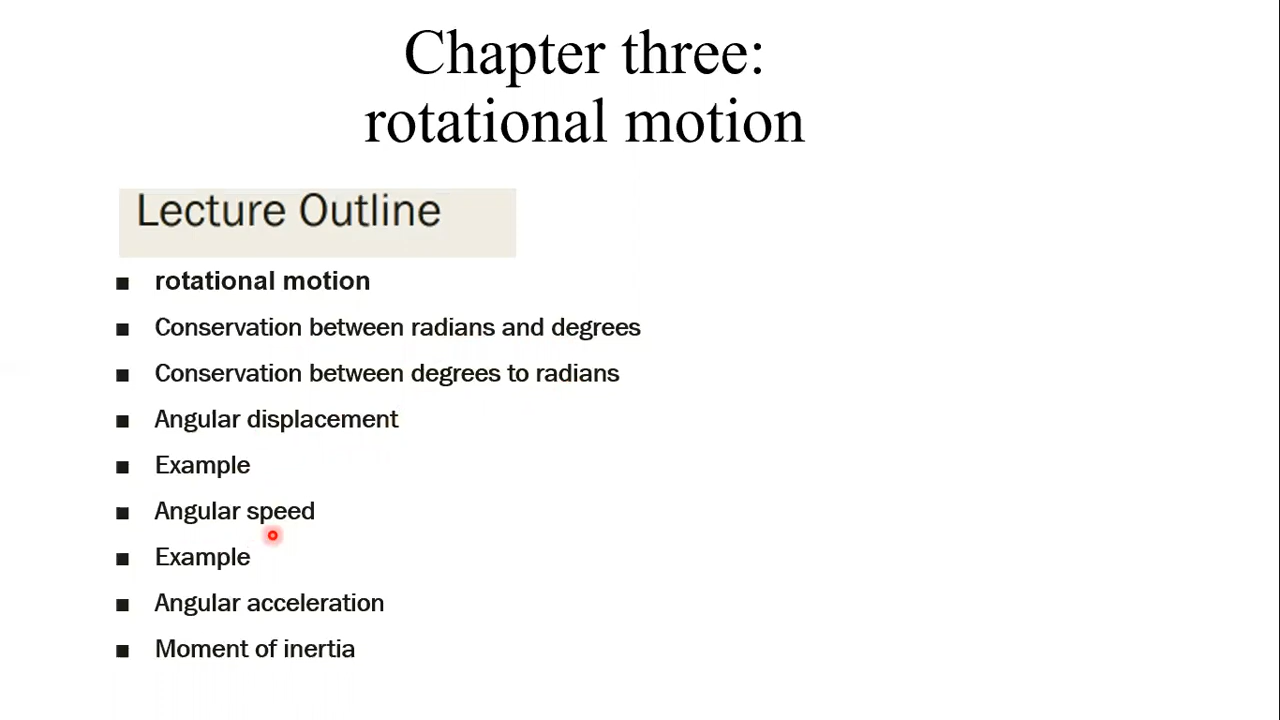 Chapter three:
rotational motion
Lecture Outline
■ rotational motion
■ Conservation between radians and degrees
■ Conservation between degrees to radians
■ Angular displacement
■ Example
■ Angular speed
■ Example
■ Angular acceleration
■ Moment of inertia